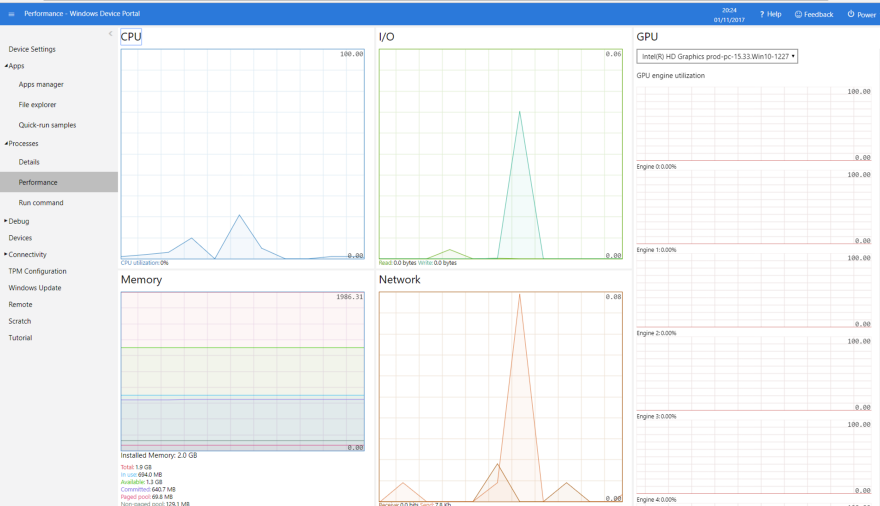 Performance - Windows Device Portal
20:24
01/11/2017
? Help
Feedback
Power
Device Settings
Apps
Apps manager
File explorer
Quick-run samples
Processes
Details
Performance
Run command
Debug
Devices
Connectivity
TPM Configuration
Windows Update
Remote
Scratch
Tutorial
CPU
100.00
0.00
CPU utilization: 0%
I/O
0.06
0.00
Read: 0.0 bytes Write: 0.0 bytes
Memory
1986.31
0.00
Installed Memory: 2.0 GB
Total: 1.9 GB
In use: 694.0 MB
Available: 1.3 GB
Committed: 640.7 MB
Paged pool: 69.8 MB
Non-paged pool: 129.1 MB
Network
0.08
0.00
Receive: 0.0 bits Send: 7.8 Kb
GPU
Intel(R) HD Graphics prod-pc-15.33.Win10-1227
GPU engine utilization
100.00
0.00
Engine 0: 0.00%
100.00
0.00
Engine 1: 0.00%
100.00
0.00
Engine 2: 0.00%
100.00
0.00
Engine 3: 0.00%
100.00
0.00
Engine 4: 0.00%